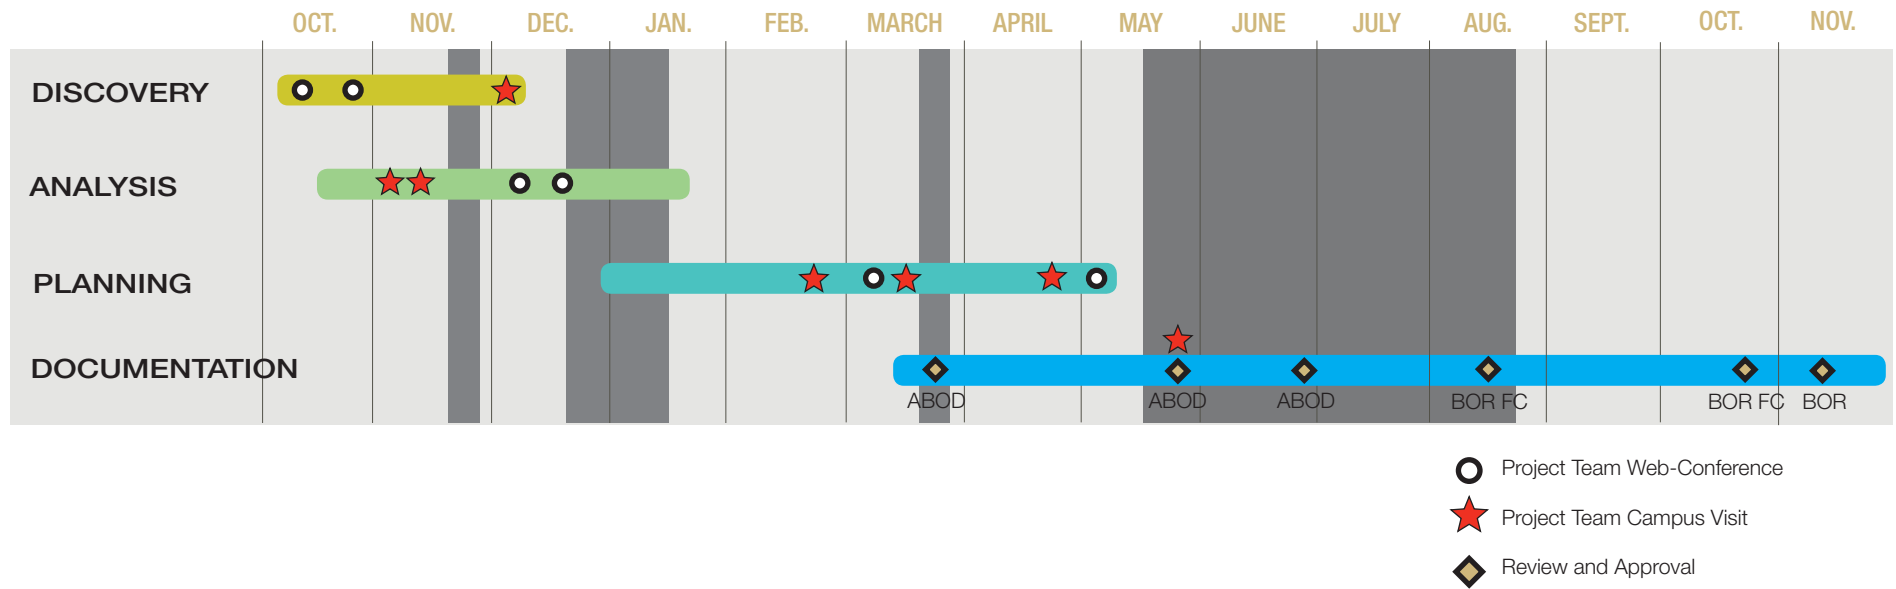 OCT. NOV. DEC. JAN. FEB. MARCH APRIL MAY JUNE JULY AUG. SEPT. OCT. NOV.
DISCOVERY
ANALYSIS
PLANNING
DOCUMENTATION
ABOD ABOD ABOD BOR FC BOR FC BOR
Project Team Web-Conference
Project Team Campus Visit
Review and Approval